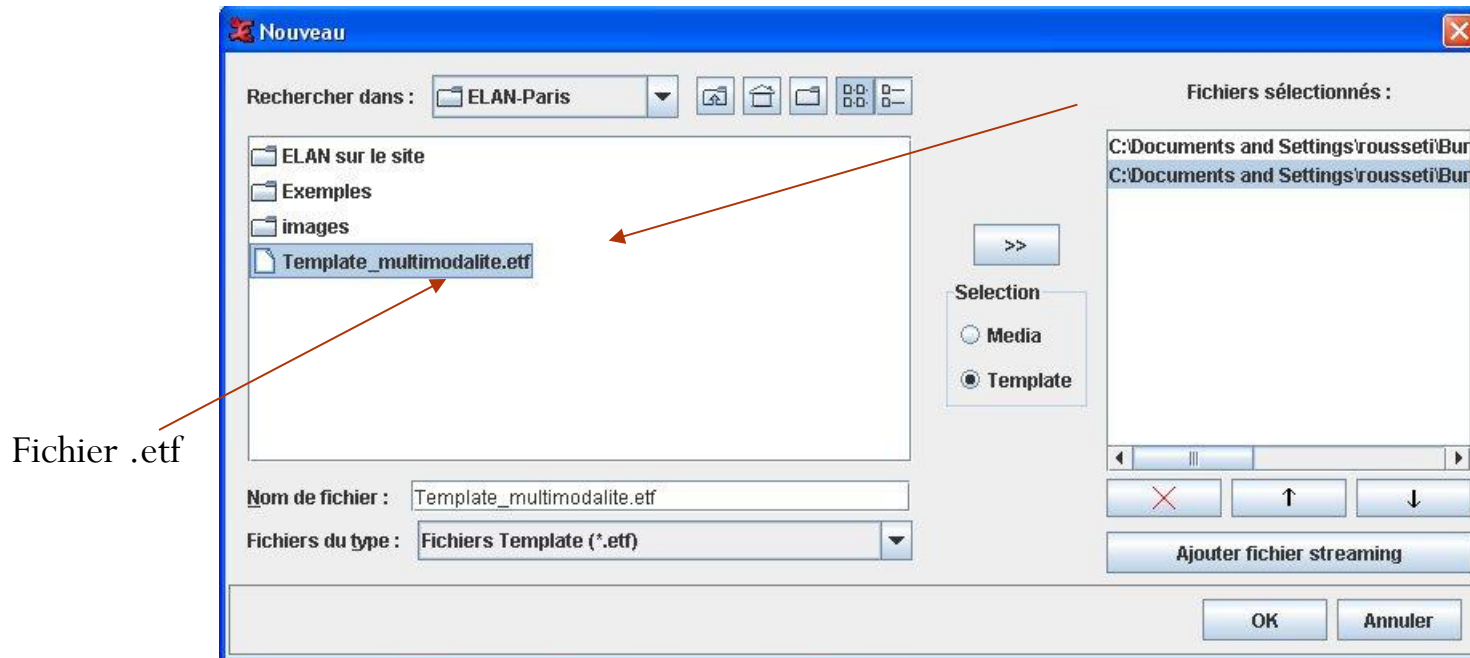 Nouveau
Rechercher dans :
ELAN-Paris
Fichiers sélectionnés :
ELAN sur le site
Exemples
images
Template_multimodalite.etf
C:\Documents and Settings\rousseti\Bur
C:\Documents and Settings\rousseti\Bur
>>
Selection
Media
Template
Fichier .etf
Nom de fichier : Template_multimodalite.etf
Fichiers du type : Fichiers Template (*.etf)
Ajouter fichier streaming
OK
Annuler